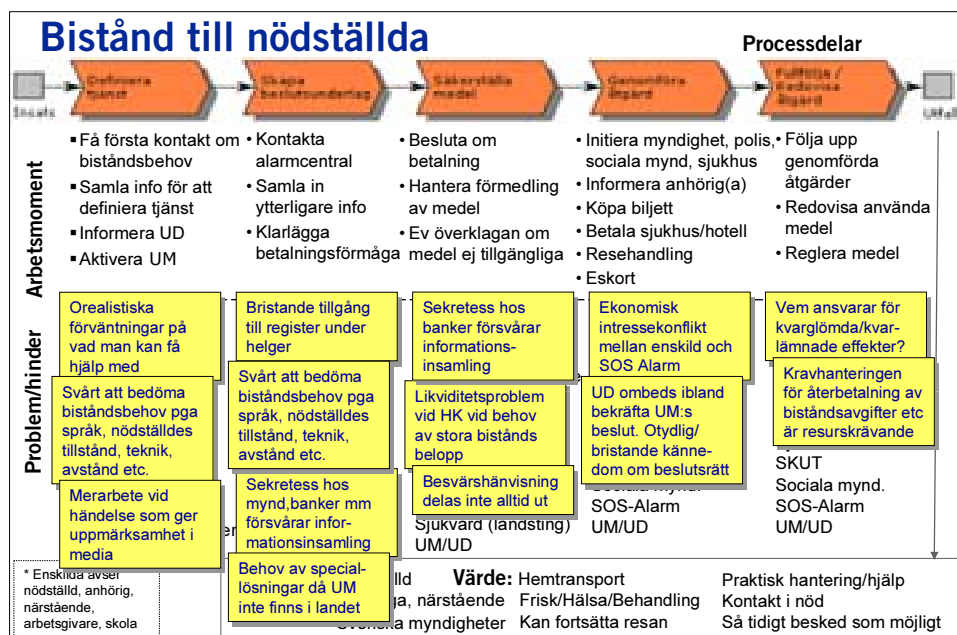 Bistånd till nödställda
Processdelar
Insats
Definiera
tjänst
Skapa
beslutsunderlag
Säkerställa
medel
Genomföra
åtgärd
Fullfölja /
Redovisa
åtgärd
Utfall
Arbetsmoment
▪ Få första kontakt om
biståndsbehov
▪ Samla info för att
definiera tjänst
▪ Informera UD
▪ Aktivera UM
• Kontakta
alarmcentral
• Samla in
ytterligare info
• Klarlägga
betalningsförmåga
• Besluta om
betalning
• Hantera förmedling
av medel
• Ev överklagan om
medel ej tillgängliga
• Initiera myndighet, polis,
sociala mynd, sjukhus
• Informera anhörig(a)
• Köpa biljett
• Betala sjukhus/hotell
• Resehandling
• Eskort
• Följa upp
genomförda
åtgärder
• Redovisa använda
medel
• Reglera medel
Problem/hinder
Orealistiska
förväntningar på
vad man kan få
hjälp med
Svårt att bedöma
biståndsbehov pga
språk, nödställdes
tillstånd, teknik,
avstånd etc.
Merarbete vid
händelse som ger
uppmärksamhet i
media
Bristande tillgång
till register under
helger
Svårt att bedöma
biståndsbehov pga
språk, nödställdes
tillstånd, teknik,
avstånd etc.
Sekretess hos
mynd,banker mm
försvårar infor-
mationsinsamling
Behov av special-
lösningar då UM
inte finns i landet
Sekretess hos
banker försvårar
informations-
insamling
Likviditetsproblem
vid HK vid behov
av stora bistånds
belopp
Besvärshänvisning
delas inte alltid ut
Sjukvård (landsting)
UM/UD
Ekonomisk
intressekonflikt
mellan enskild och
SOS Alarm
UD ombeds ibland
bekräfta UM:s
beslut. Otydlig/
bristande känne-
dom om beslutsrätt
Sociala mynd.
SOS-Alarm
UM/UD
Vem ansvarar för
kvarglömda/kvar-
lämnade effekter?
Kravhanteringen
för återbetalning av
biståndsavgifter etc
är resurskrävande
SKUT
Sociala mynd.
SOS-Alarm
UM/UD
* Enskilda avser
nödställd, anhörig,
närstående,
arbetsgivare, skola
närstående
Svenska myndigheter
Värde: Hemtransport
Frisk/Hälsa/Behandling
Kan fortsätta resan
Praktisk hantering/hjälp
Kontakt i nöd
Så tidigt besked som möjligt